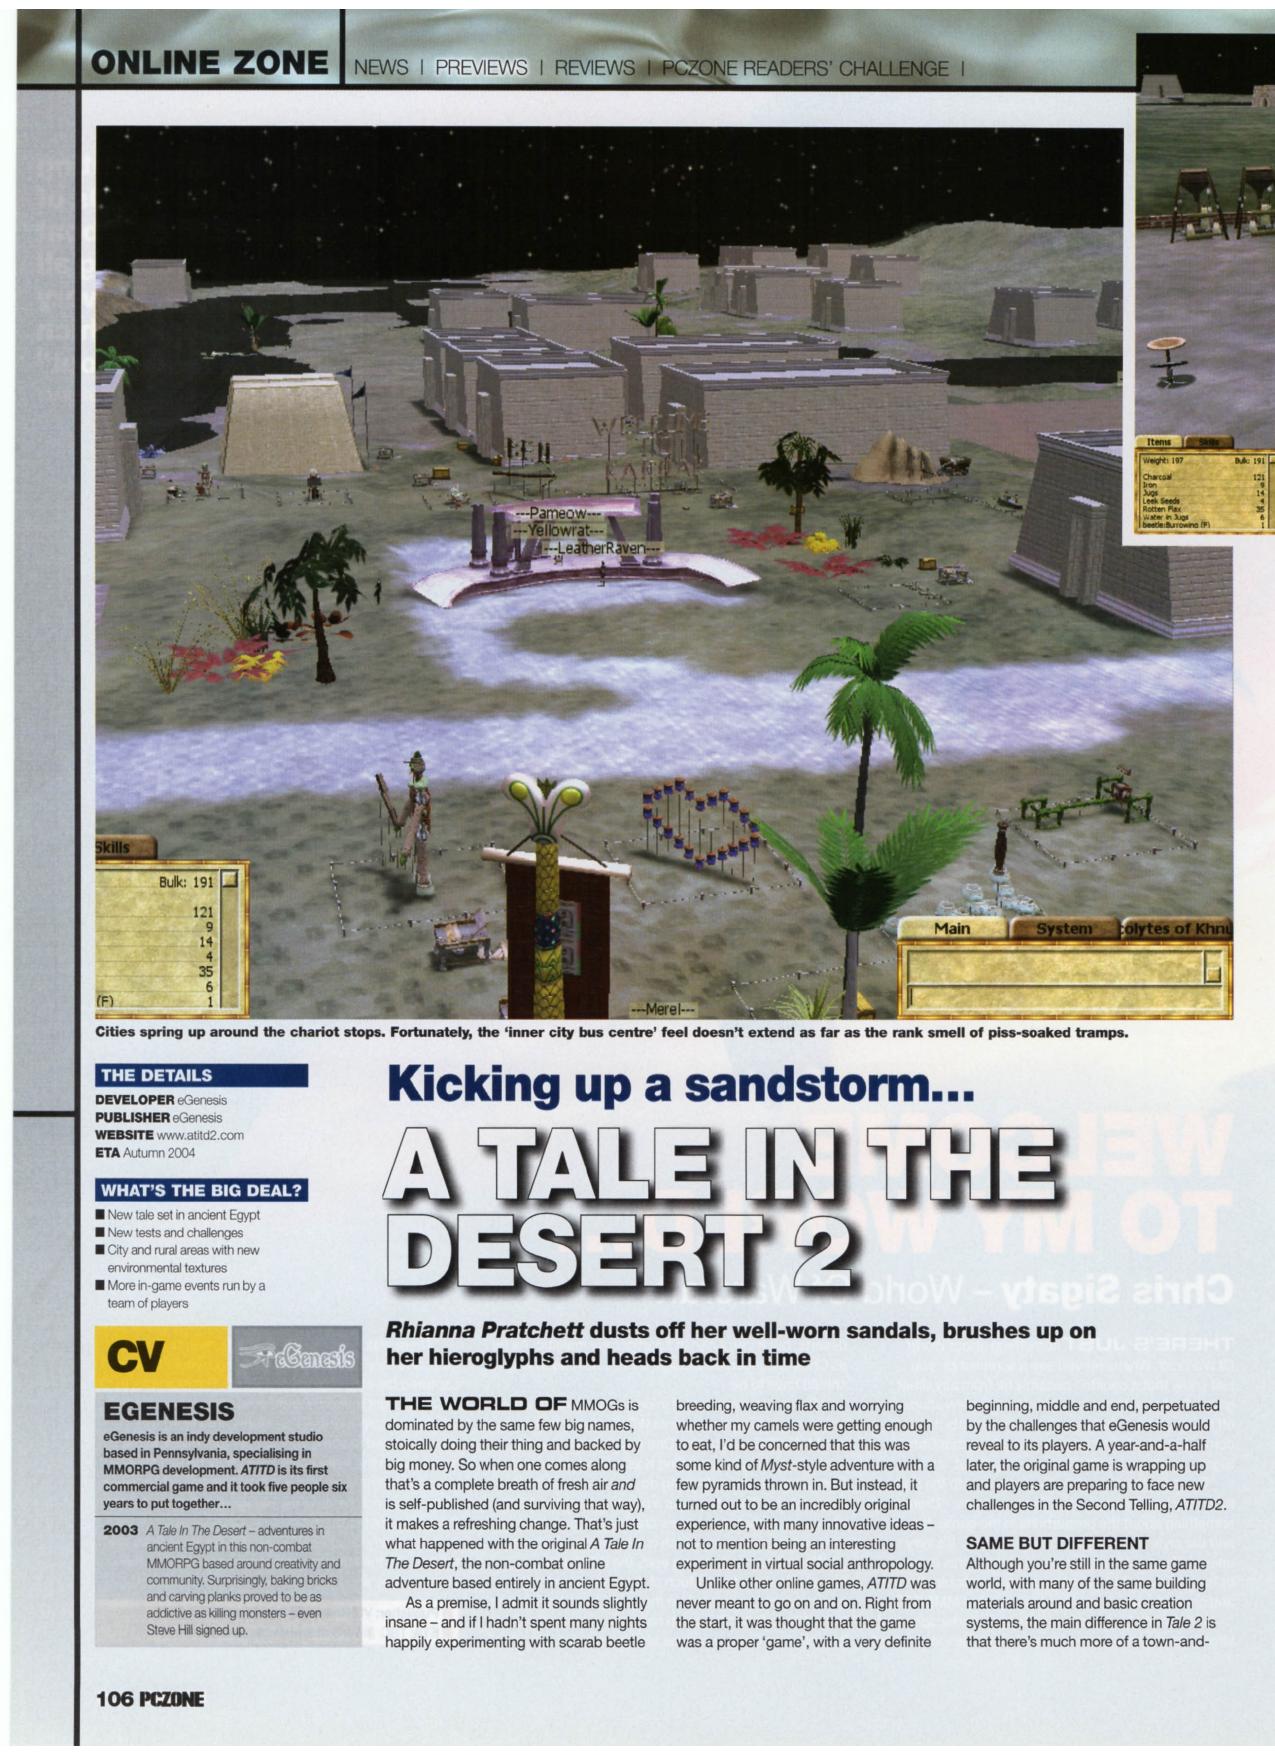 ONLINE ZONE
NEWS | PREVIEWS | REVIEWS | PCZONE READERS' CHALLENGE |
---Pameow---
---Yellowrat---
---LeatherRaven---
Items
Skills
Weight: 197 Bulk: 191
Charcoal 121
Iron 9
Jugs 14
Leek Seeds 4
Rotten Flax 35
Water in Jugs 6
beetle:Burrowing (F) 1
Skills
Bulk: 191
121
9
14
4
35
6
(F) 1
Main
System
colytes of Khnu
---Merel---
Cities spring up around the chariot stops. Fortunately, the 'inner city bus centre' feel doesn't extend as far as the rank smell of piss-soaked tramps.
THE DETAILS
DEVELOPER eGenesis
PUBLISHER eGenesis
WEBSITE www.atitd2.com
ETA Autumn 2004
WHAT'S THE BIG DEAL?
■ New tale set in ancient Egypt
■ New tests and challenges
■ City and rural areas with new
environmental textures
■ More in-game events run by a
team of players
CV
eGenesis
EGENESIS
eGenesis is an indy development studio
based in Pennsylvania, specialising in
MMORPG development. ATITD is its first
commercial game and it took five people six
years to put together...
2003 A Tale In The Desert – adventures in
ancient Egypt in this non-combat
MMORPG based around creativity and
community. Surprisingly, baking bricks
and carving planks proved to be as
addictive as killing monsters – even
Steve Hill signed up.
Kicking up a sandstorm...
A TALE IN THE
DESERT 2
Rhianna Pratchett dusts off her well-worn sandals, brushes up on
her hieroglyphs and heads back in time
THE WORLD OF MMOGs is
dominated by the same few big names,
stoically doing their thing and backed by
big money. So when one comes along
that's a complete breath of fresh air and
is self-published (and surviving that way),
it makes a refreshing change. That's just
what happened with the original A Tale In
The Desert, the non-combat online
adventure based entirely in ancient Egypt.
As a premise, I admit it sounds slightly
insane – and if I hadn't spent many nights
happily experimenting with scarab beetle
breeding, weaving flax and worrying
whether my camels were getting enough
to eat, I'd be concerned that this was
some kind of Myst-style adventure with a
few pyramids thrown in. But instead, it
turned out to be an incredibly original
experience, with many innovative ideas –
not to mention being an interesting
experiment in virtual social anthropology.
Unlike other online games, ATITD was
never meant to go on and on. Right from
the start, it was thought that the game
was a proper 'game', with a very definite
beginning, middle and end, perpetuated
by the challenges that eGenesis would
reveal to its players. A year-and-a-half
later, the original game is wrapping up
and players are preparing to face new
challenges in the Second Telling, ATITD2.
SAME BUT DIFFERENT
Although you're still in the same game
world, with many of the same building
materials around and basic creation
systems, the main difference in Tale 2 is
that there's much more of a town-and-
106 PCZONE